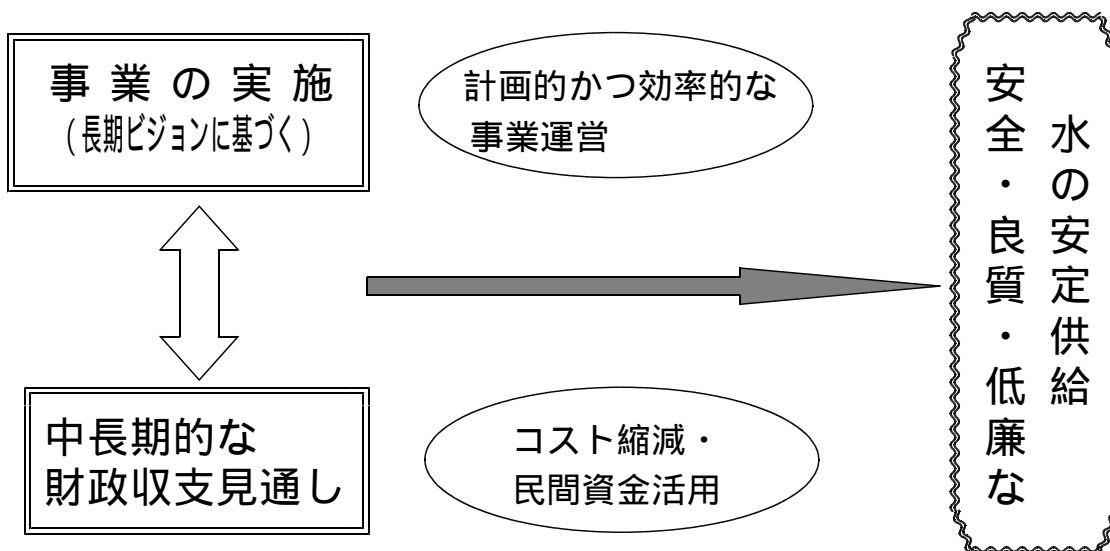 事業の実施
(長期ビジョンに基づく)
計画的かつ効率的な
事業運営
中長期的な
財政収支見通し
コスト縮減・
民間資金活用
安全・良質・低廉な
水の安定供給